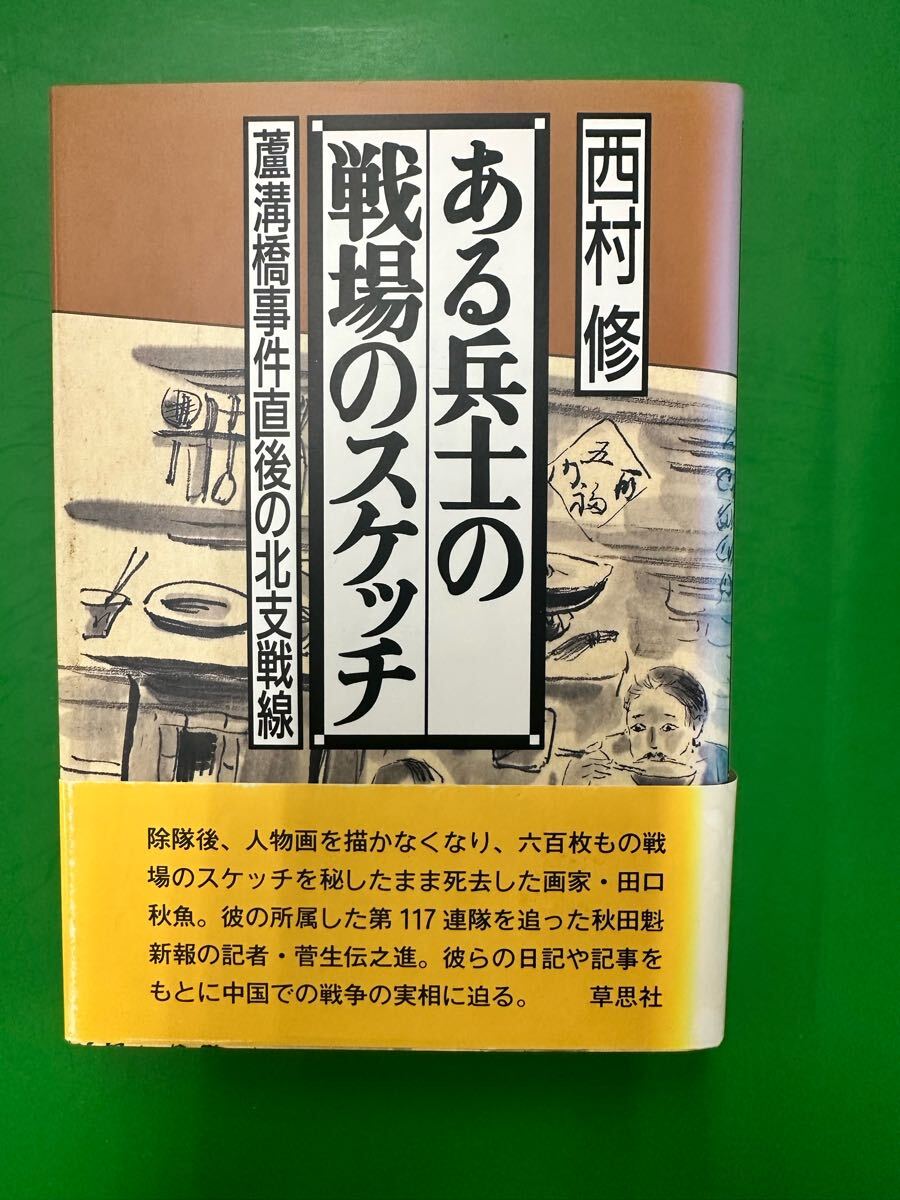 西村 修
ある兵士の
戦場のスケッチ
蘆溝橋事件直後の北支戦線
五
福
除隊後、人物画を描かなくなり、六百枚もの戦
場のスケッチを秘したまま死去した画家・田口
秋魚。彼の所属した第117連隊を追った秋田魁
新報の記者・菅生伝之進。彼らの日記や記事を
もとに中国での戦争の実相に迫る。 草思社